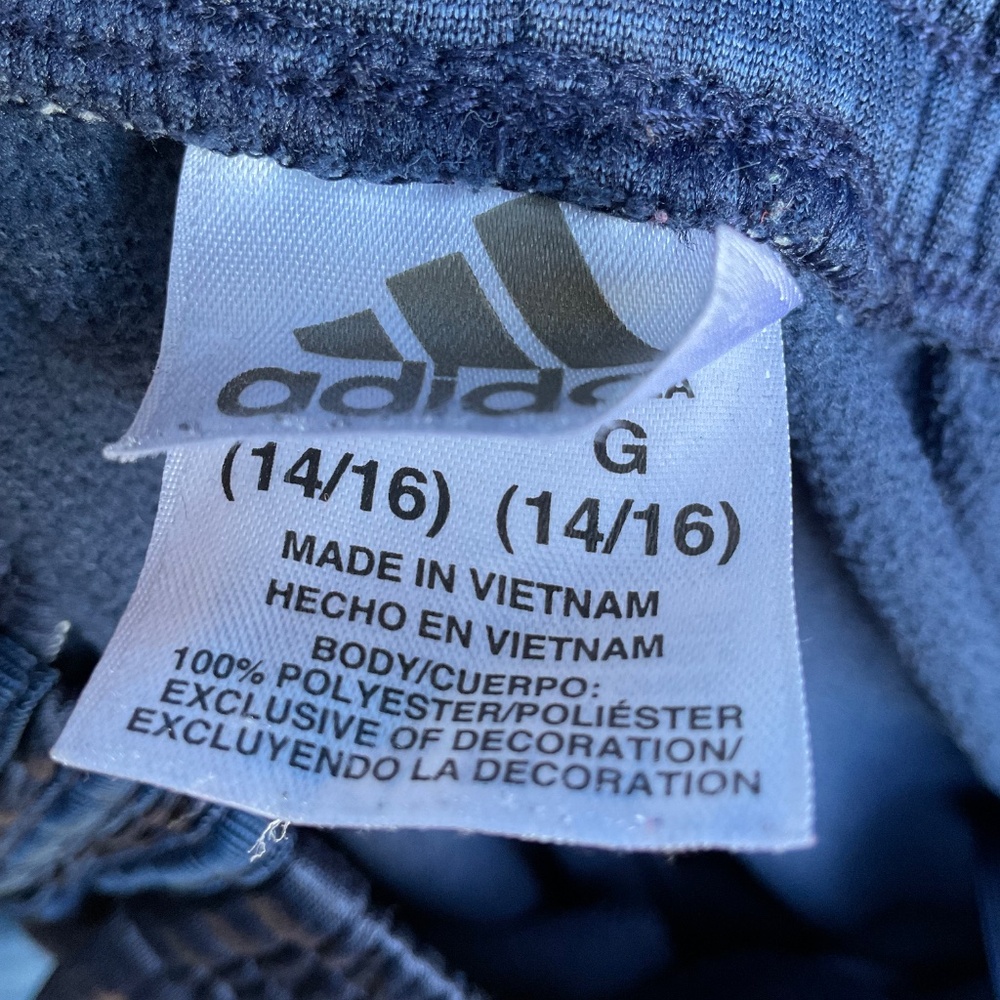 adidas
G
(14/16) (14/16)
MADE IN VIETNAM
HECHO EN VIETNAM
BODY/CUERPO:
100% POLYESTER/POLIÉSTER
EXCLUSIVE OF DECORATION/
EXCLUYENDO LA DECORATION